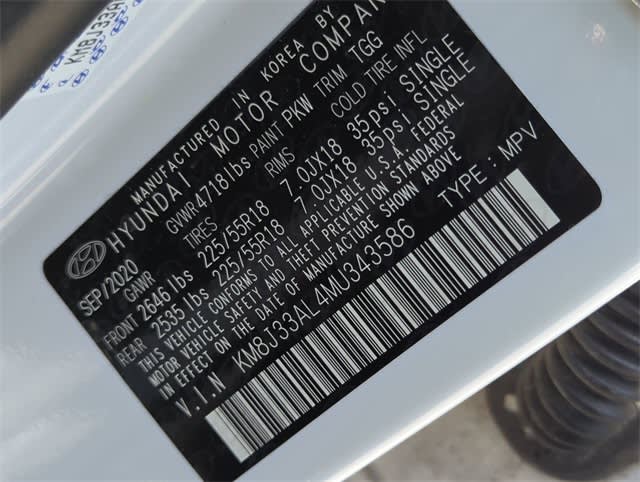 KM8J33A
MANUFACTURED IN KOREA BY
HYUNDAI MOTOR COMPANY
GVWR 4718 lbs PAINT PKW TRIM TGG
SEP/2020
GAWR TIRES RIMS COLD TIRE INFL
FRONT 2646 lbs 225/55R18 7.0JX18 35psi SINGLE
REAR 2535 lbs 225/55R18 7.0JX18 35psi SINGLE
THIS VEHICLE CONFORMS TO ALL APPLICABLE U.S.A. FEDERAL
MOTOR VEHICLE SAFETY AND THEFT PREVENTION STANDARDS
IN EFFECT ON THE DATE OF MANUFACTURE SHOWN ABOVE.
V.I.N KM8J33AL4MU343586 TYPE: MPV